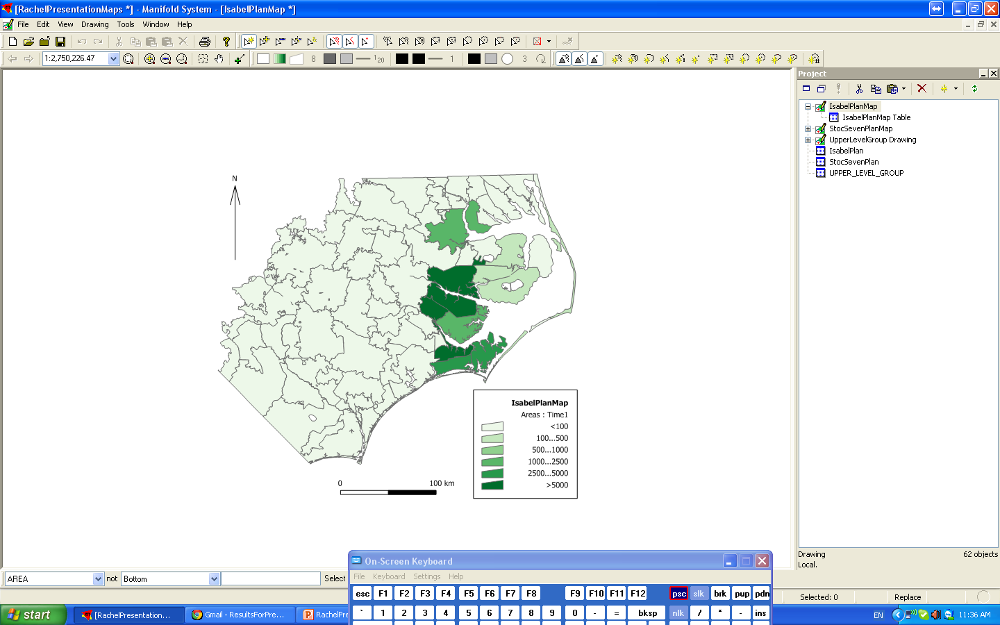 [RachelPresentationMaps *] - Manifold System - [IsabelPlanMap *]
File Edit View Drawing Tools Window Help
1:2,750,226.47
8
1 20
1
3
Project
IsabelPlanMap
IsabelPlanMap Table
StocSevenPlanMap
UpperLevelGroup Drawing
IsabelPlan
StocSevenPlan
UPPER_LEVEL_GROUP
N
IsabelPlanMap
Areas : Time1
<100
100...500
500...1000
1000...2500
2500...5000
>5000
0 100 km
Drawing 62 objects
Local.
On-Screen Keyboard
File Keyboard Settings Help
AREA not Bottom Select
esc F1 F2 F3 F4 F5 F6 F7 F8 F9 F10 F11 F12 psc slk brk pup pdn
` 1 2 3 4 5 6 7 8 9 0 - = bksp nlk / * - ins
Selected: 0 Replace
start [RachelPresentation... Gmail - ResultsForPre... RachelPre
EN 11:36 AM